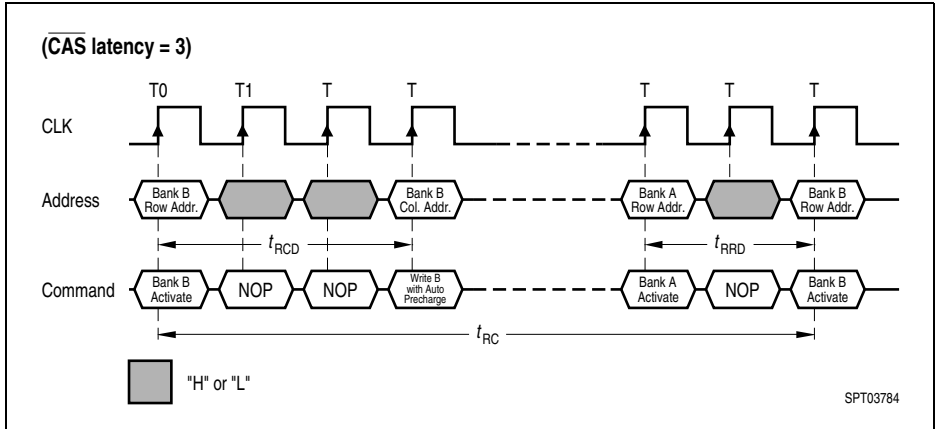 (CAS latency = 3)
T0 T1 T T T T T
CLK
Address
Bank B
Row Addr.
Bank B
Col. Addr.
Bank A
Row Addr.
Bank B
Row Addr.
tRCD
tRRD
Command
Bank B
Activate
NOP
NOP
Write B
with Auto
Precharge
Bank A
Activate
NOP
Bank B
Activate
tRC
"H" or "L"
SPT03784